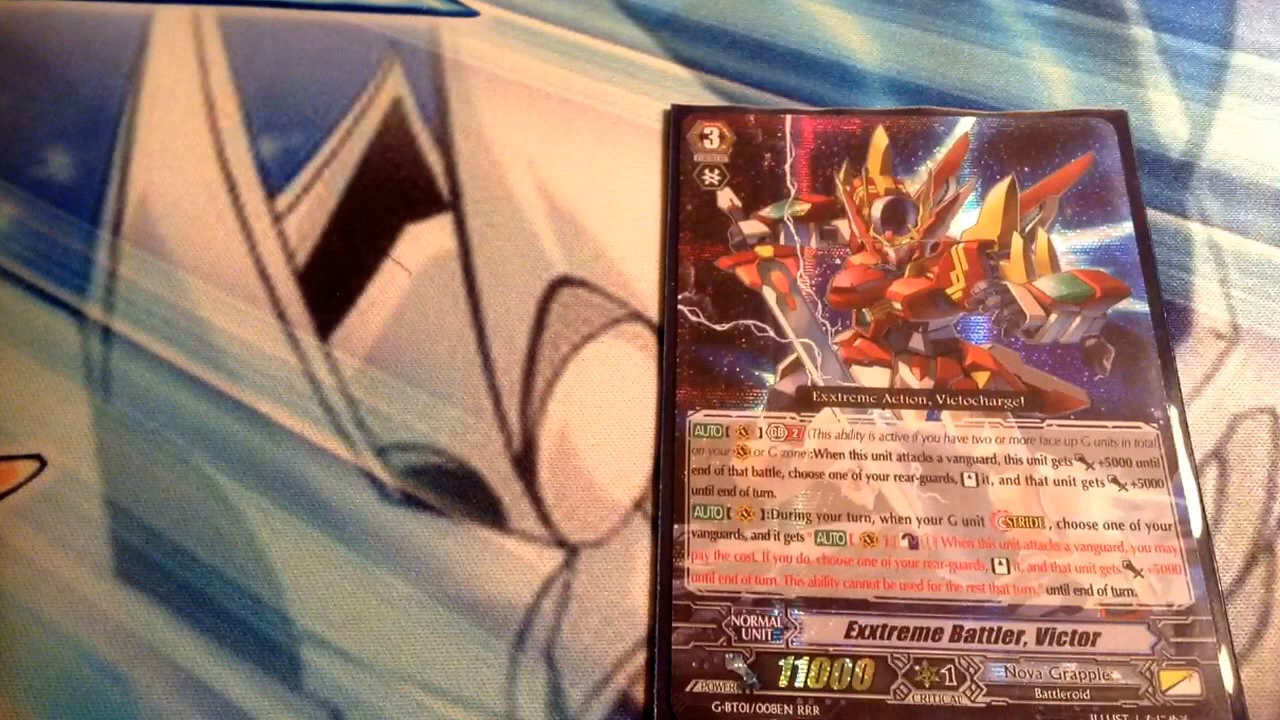 3
Exxtreme Action, Victocharge!
AUTO [ ] GB 2 (This ability is active if you have two or more face up G units in total
on your or G zone):When this unit attacks a vanguard, this unit gets +5000 until
end of that battle, choose one of your rear-guards, it, and that unit gets +5000
until end of turn.
AUTO [ ]:During your turn, when your G unit STRIDE, choose one of your
vanguards, and it gets "AUTO [ ]:[ 1] When this unit attacks a vanguard, you may
pay the cost. If you do, choose one of your rear-guards, it, and that unit gets +5000
until end of turn. This ability cannot be used for the rest that turn." until end of turn.
NORMAL
UNIT
Exxtreme Battler, Victor
POWER 11000 1 CRITICAL Nova Grapple
Battleroid
G-BT01/008EN RRR
ILLUST